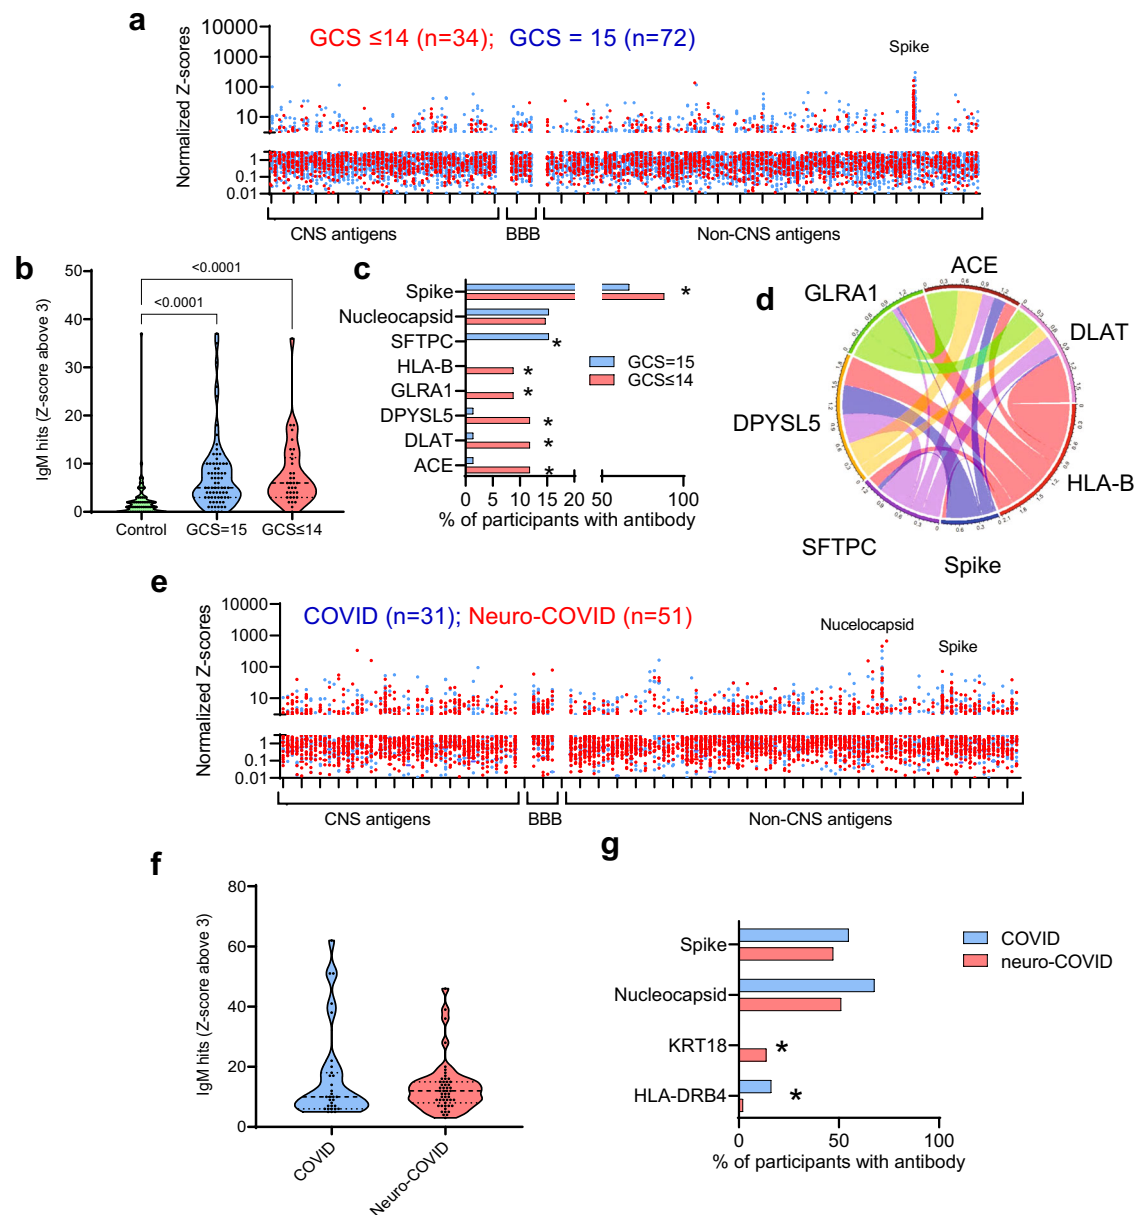 a
GCS ≤14 (n=34); GCS = 15 (n=72)
Normalized Z-scores
10000
1000
100
10
1
0.1
0.01
Spike
CNS antigens
BBB
Non-CNS antigens
b
IgM hits (Z-score above 3)
50
40
30
20
10
0
<0.0001
<0.0001
Control
GCS=15
GCS≤14
c
Spike
Nucleocapsid
SFTPC
HLA-B
GLRA1
DPYSL5
DLAT
ACE
*
*
*
*
*
*
*
GCS=15
GCS≤14
0 5 10 15 20 50 100
% of participants with antibody
d
ACE
GLRA1
DLAT
DPYSL5
HLA-B
SFTPC
Spike
e
COVID (n=31); Neuro-COVID (n=51)
Normalized Z-scores
10000
1000
100
10
1
0.1
0.01
Nucelocapsid
Spike
CNS antigens
BBB
Non-CNS antigens
f
IgM hits (Z-score above 3)
80
60
40
20
0
COVID
Neuro-COVID
g
Spike
Nucleocapsid
KRT18
HLA-DRB4
*
*
COVID
neuro-COVID
0 50 100
% of participants with antibody